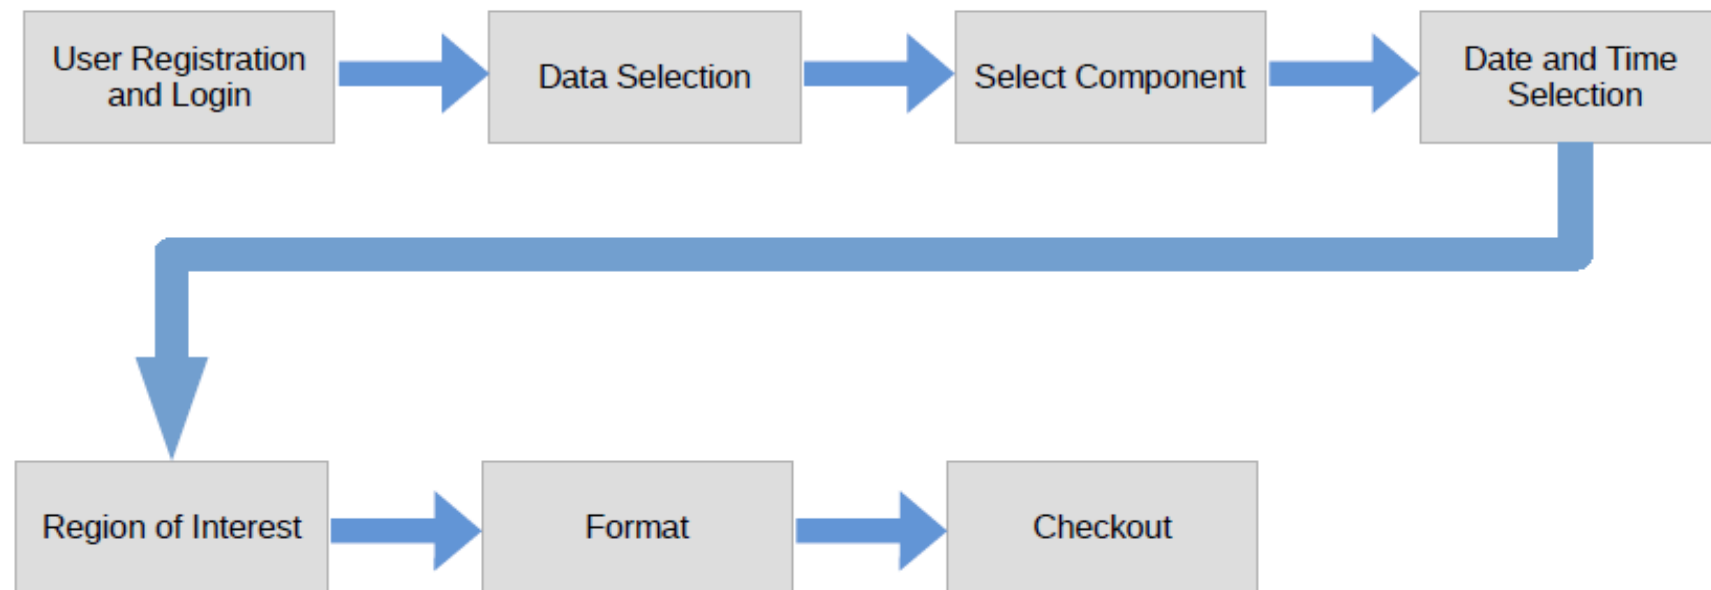 User Registration
and Login
Data Selection
Select Component
Date and Time
Selection
Region of Interest
Format
Checkout